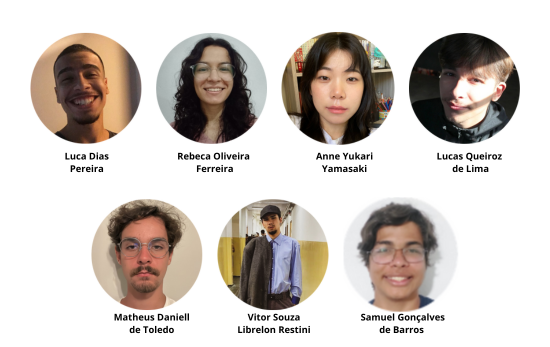 Luca Dias
Pereira
Rebeca Oliveira
Ferreira
Anne Yukari
Yamasaki
Lucas Queiroz
de Lima
Matheus Daniell
de Toledo
Vitor Souza
Librelon Restini
Samuel Gonçalves
de Barros